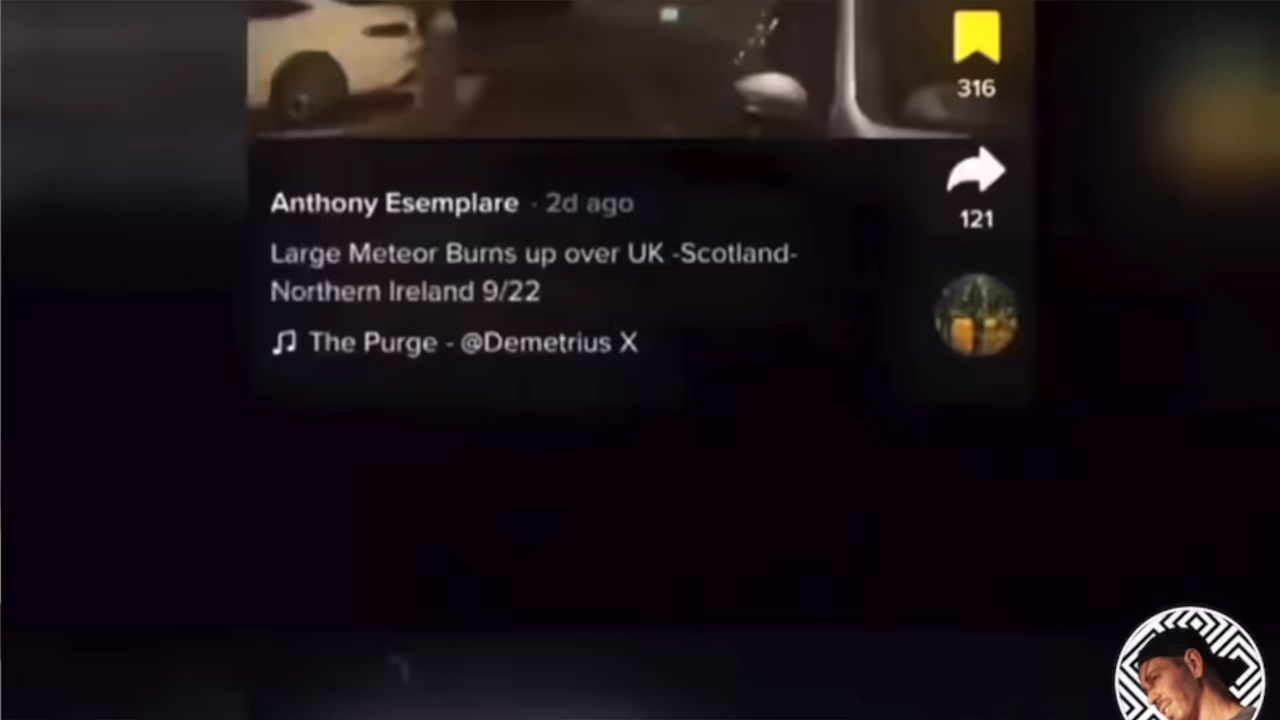 316
121
Anthony Esemplare · 2d ago
Large Meteor Burns up over UK -Scotland-
Northern Ireland 9/22
The Purge - @Demetrius X